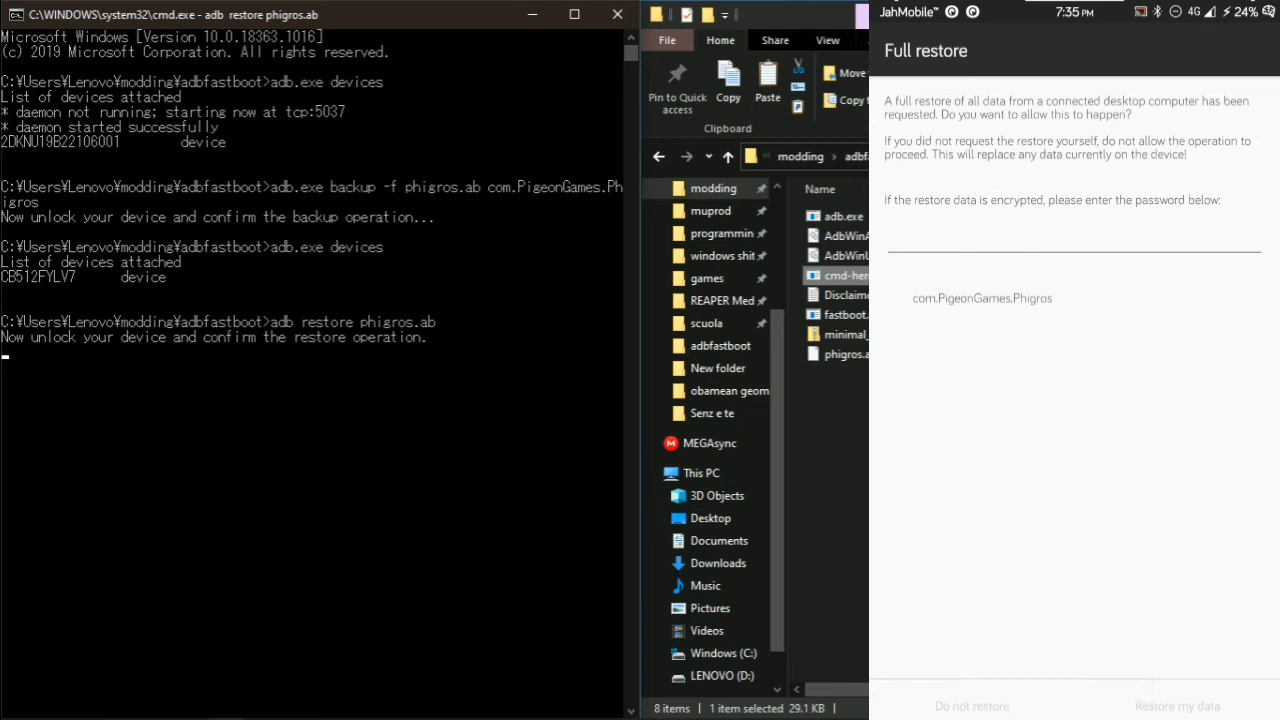 C:\WINDOWS\system32\cmd.exe - adb  restore phigros.ab
Microsoft Windows [Version 10.0.18363.1016]
(c) 2019 Microsoft Corporation. All rights reserved.
C:¥Users¥Lenovo¥modding¥adbfastboot>adb.exe devices
List of devices attached
* daemon not running; starting now at tcp:5037
* daemon started successfully
2DKNU19B22106001        device
C:¥Users¥Lenovo¥modding¥adbfastboot>adb.exe backup -f phigros.ab com.PigeonGames.Ph
igros
Now unlock your device and confirm the backup operation...
C:¥Users¥Lenovo¥modding¥adbfastboot>adb.exe devices
List of devices attached
CB512FYLV7      device
C:¥Users¥Lenovo¥modding¥adbfastboot>adb restore phigros.ab
Now unlock your device and confirm the restore operation.
File Home Share View
Pin to Quick
access
Copy
Paste
Move
Copy t
Clipboard
« modding › adbf
modding
muprod
programmin
windows shit
games
REAPER Med
scuola
adbfastboot
New folder
obamean geom
Senz e te
MEGAsync
This PC
3D Objects
Desktop
Documents
Downloads
Music
Pictures
Videos
Windows (C:)
LENOVO (D:)
Name
adb.exe
AdbWinA
AdbWinU
cmd-her
Disclaime
fastboot.
minimal_
phigros.a
8 items | 1 item selected 29.1 KB |
JahMobile™ 7:35 PM 4G 24%
Full restore
A full restore of all data from a connected desktop computer has been
requested. Do you want to allow this to happen?
If you did not request the restore yourself, do not allow the operation to
proceed. This will replace any data currently on the device!
If the restore data is encrypted, please enter the password below:
com.PigeonGames.Phigros
Do not restore
Restore my data